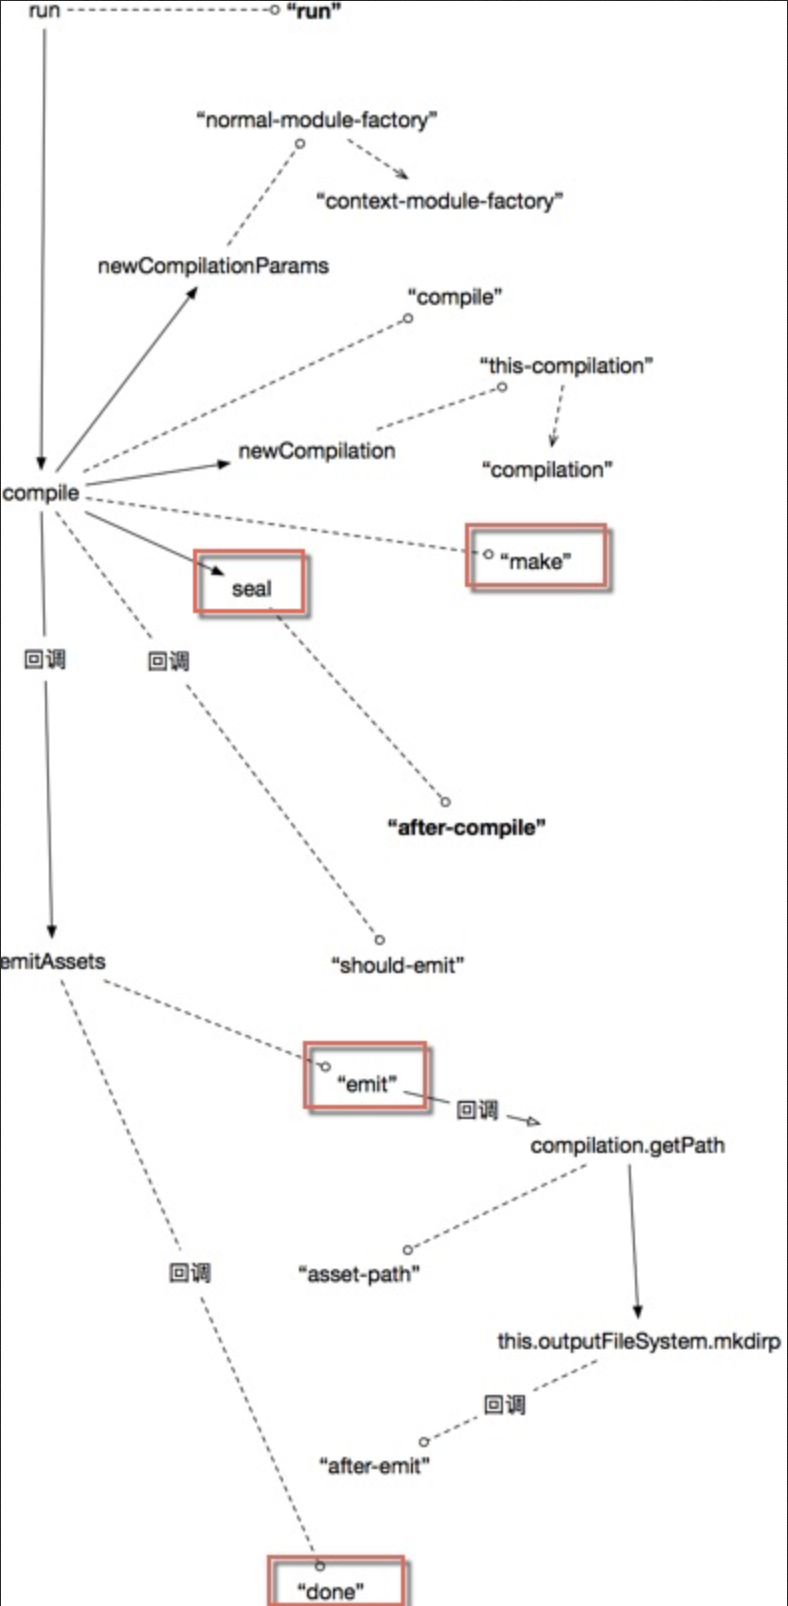 run
“run”
“normal-module-factory”
“context-module-factory”
newCompilationParams
“compile”
“this-compilation”
newCompilation
“compilation”
compile
“make”
seal
回调
回调
“after-compile”
emitAssets
“should-emit”
“emit”
回调
compilation.getPath
“asset-path”
回调
this.outputFileSystem.mkdirp
回调
“after-emit”
“done”